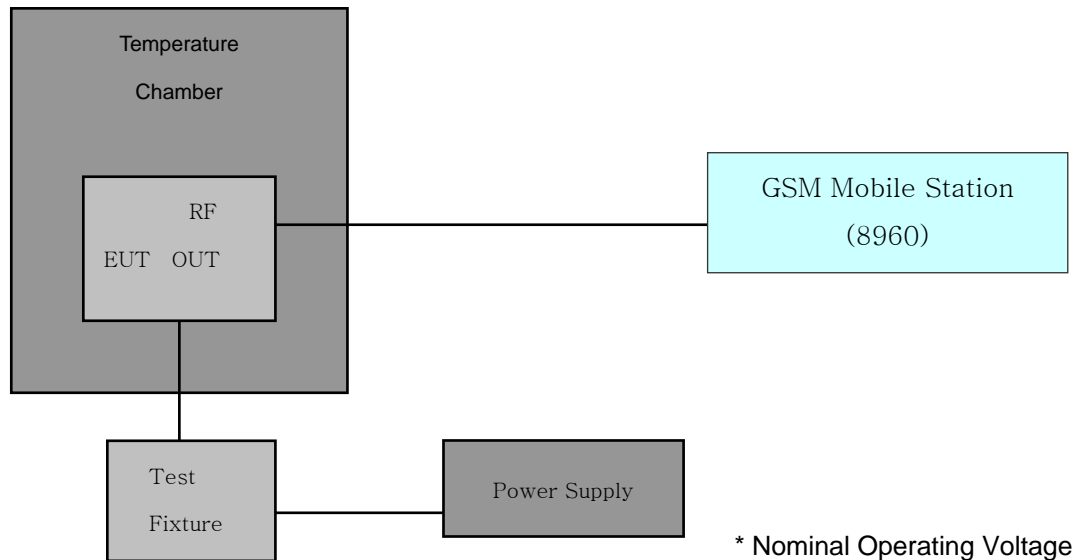 Temperature
Chamber
RF
EUT OUT
GSM Mobile Station
(8960)
Test
Fixture
Power Supply
* Nominal Operating Voltage